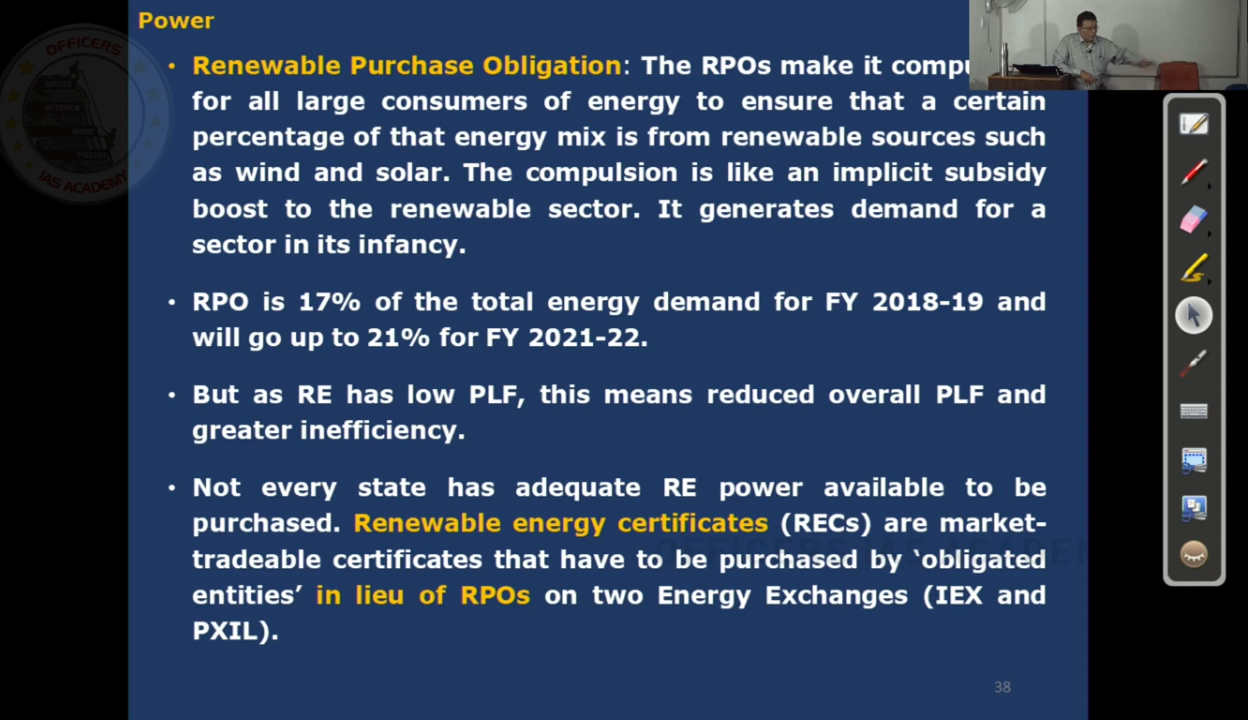 Power
OFFICERS
IAS ACADEMY
• Renewable Purchase Obligation: The RPOs make it
for all large consumers of energy to ensure that a certain
percentage of that energy mix is from renewable sources such
as wind and solar. The compulsion is like an implicit subsidy
boost to the renewable sector. It generates demand for a
sector in its infancy.
• RPO is 17% of the total energy demand for FY 2018-19 and
will go up to 21% for FY 2021-22.
• But as RE has low PLF, this means reduced overall PLF and
greater inefficiency.
• Not every state has adequate RE power available to be
purchased. Renewable energy certificates (RECs) are market-
tradeable certificates that have to be purchased by ‘obligated
entities’ in lieu of RPOs on two Energy Exchanges (IEX and
PXIL).
38